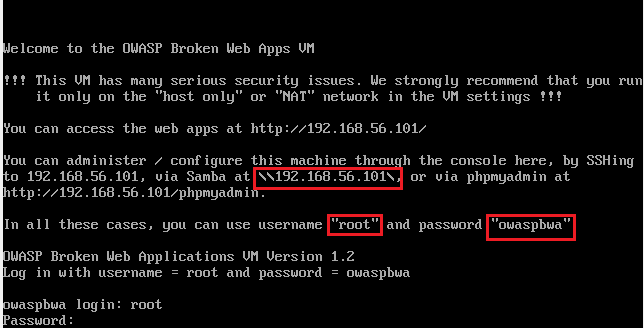 Welcome to the OWASP Broken Web Apps VM
!!! This VM has many serious security issues. We strongly recommend that you run
it only on the "host only" or "NAT" network in the VM settings !!!
You can access the web apps at http://192.168.56.101/
You can administer / configure this machine through the console here, by SSHing
to 192.168.56.101, via Samba at \\192.168.56.101\, or via phpmyadmin at
http://192.168.56.101/phpmyadmin.
In all these cases, you can use username "root" and password "owaspbwa"
OWASP Broken Web Applications VM Version 1.2
Log in with username = root and password = owaspbwa
owaspbwa login: root
Password: